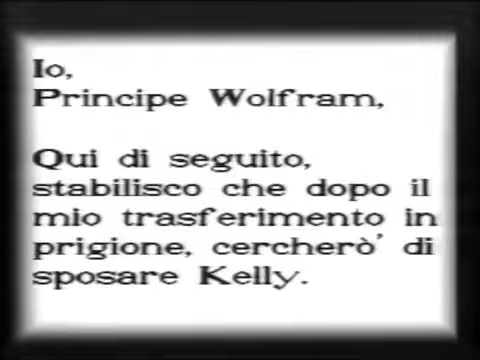 Io,
Principe Wolfram,
Qui di seguito,
stabilisco che dopo il
mio trasferimento in
prigione, cercherò' di
sposare Kelly.